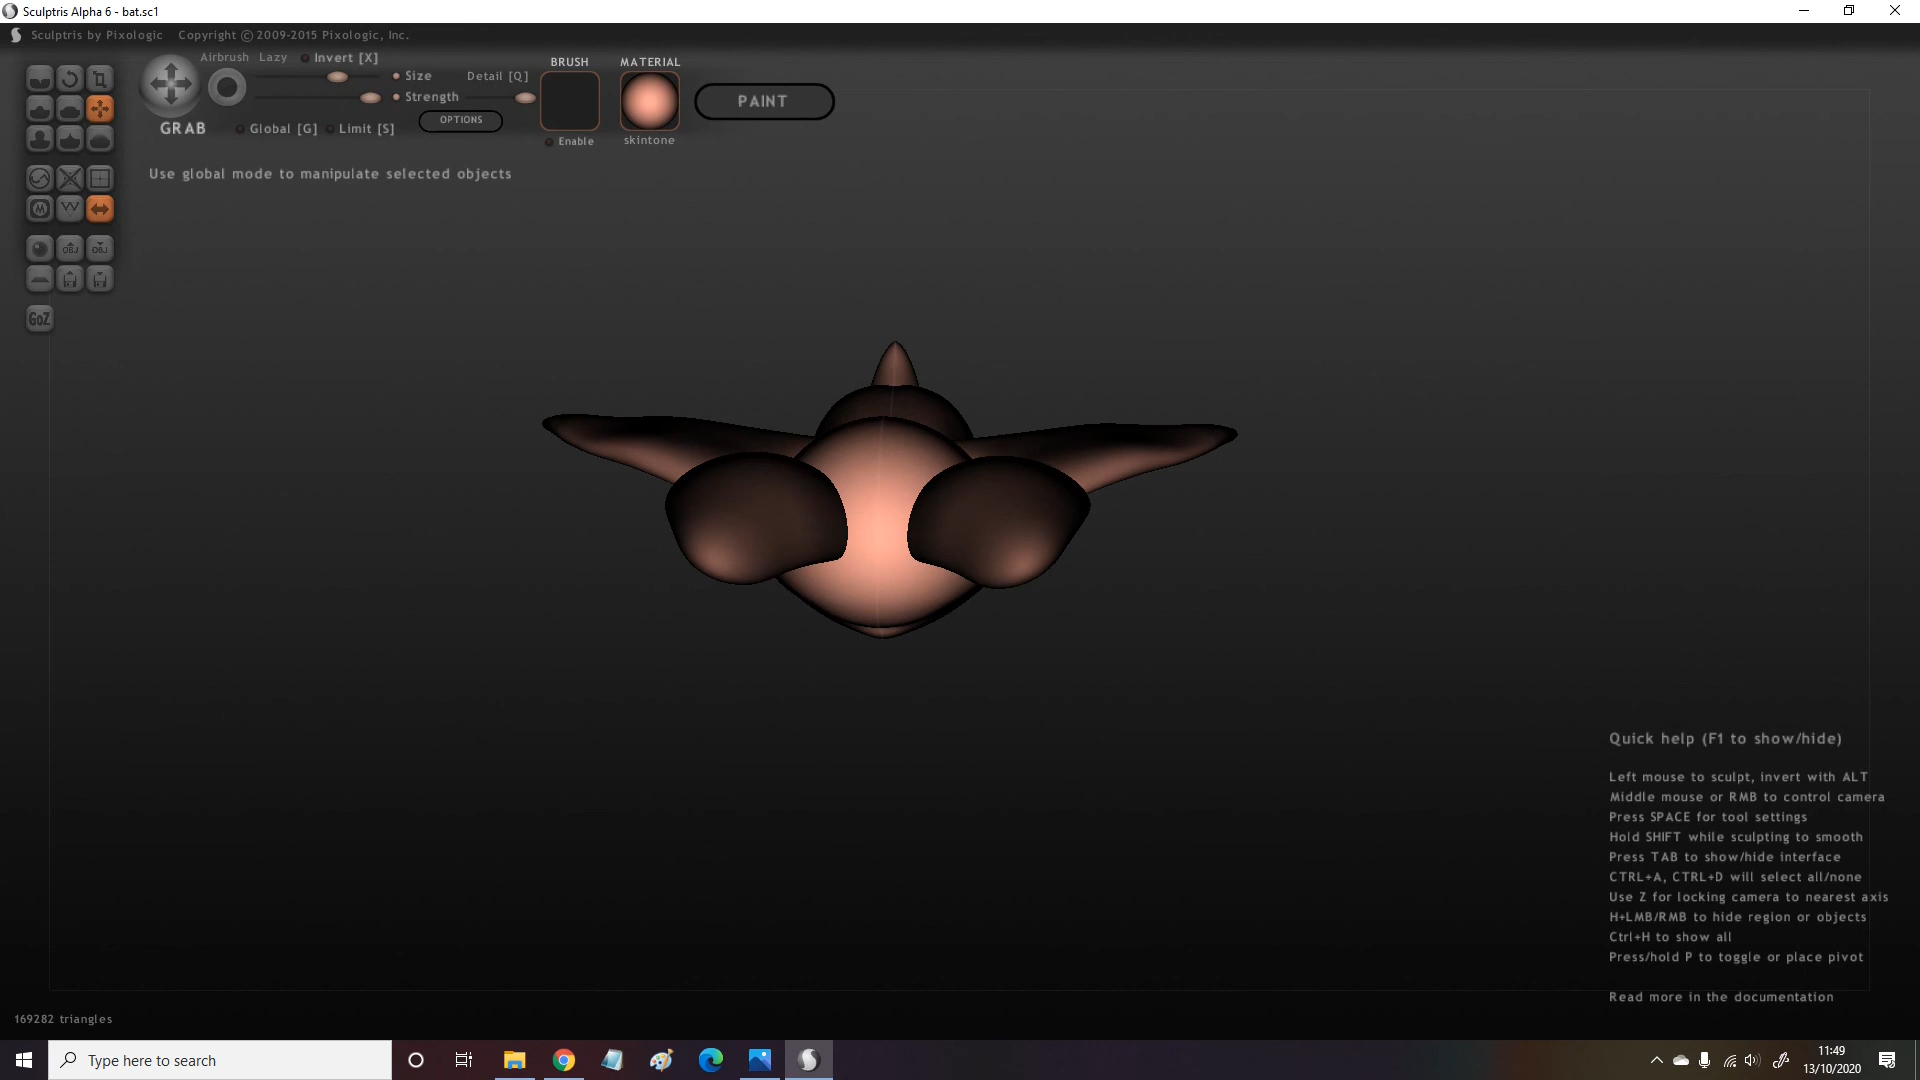 Sculptris Alpha 6 - bat.sc1
Sculptris by Pixologic Copyright © 2009-2015 Pixologic, Inc.
Airbrush Lazy Invert [X]
Size Detail [Q]
Strength
GRAB Global [G] Limit [S] OPTIONS
BRUSH
Enable
MATERIAL
skintone
PAINT
Use global mode to manipulate selected objects
M
OBJ OBJ
GoZ
Quick help (F1 to show/hide)
Left mouse to sculpt, invert with ALT
Middle mouse or RMB to control camera
Press SPACE for tool settings
Hold SHIFT while sculpting to smooth
Press TAB to show/hide interface
CTRL+A, CTRL+D will select all/none
Use Z for locking camera to nearest axis
H+LMB/RMB to hide region or objects
Ctrl+H to show all
Press/hold P to toggle or place pivot
Read more in the documentation
169282 triangles
Type here to search
11:49
13/10/2020